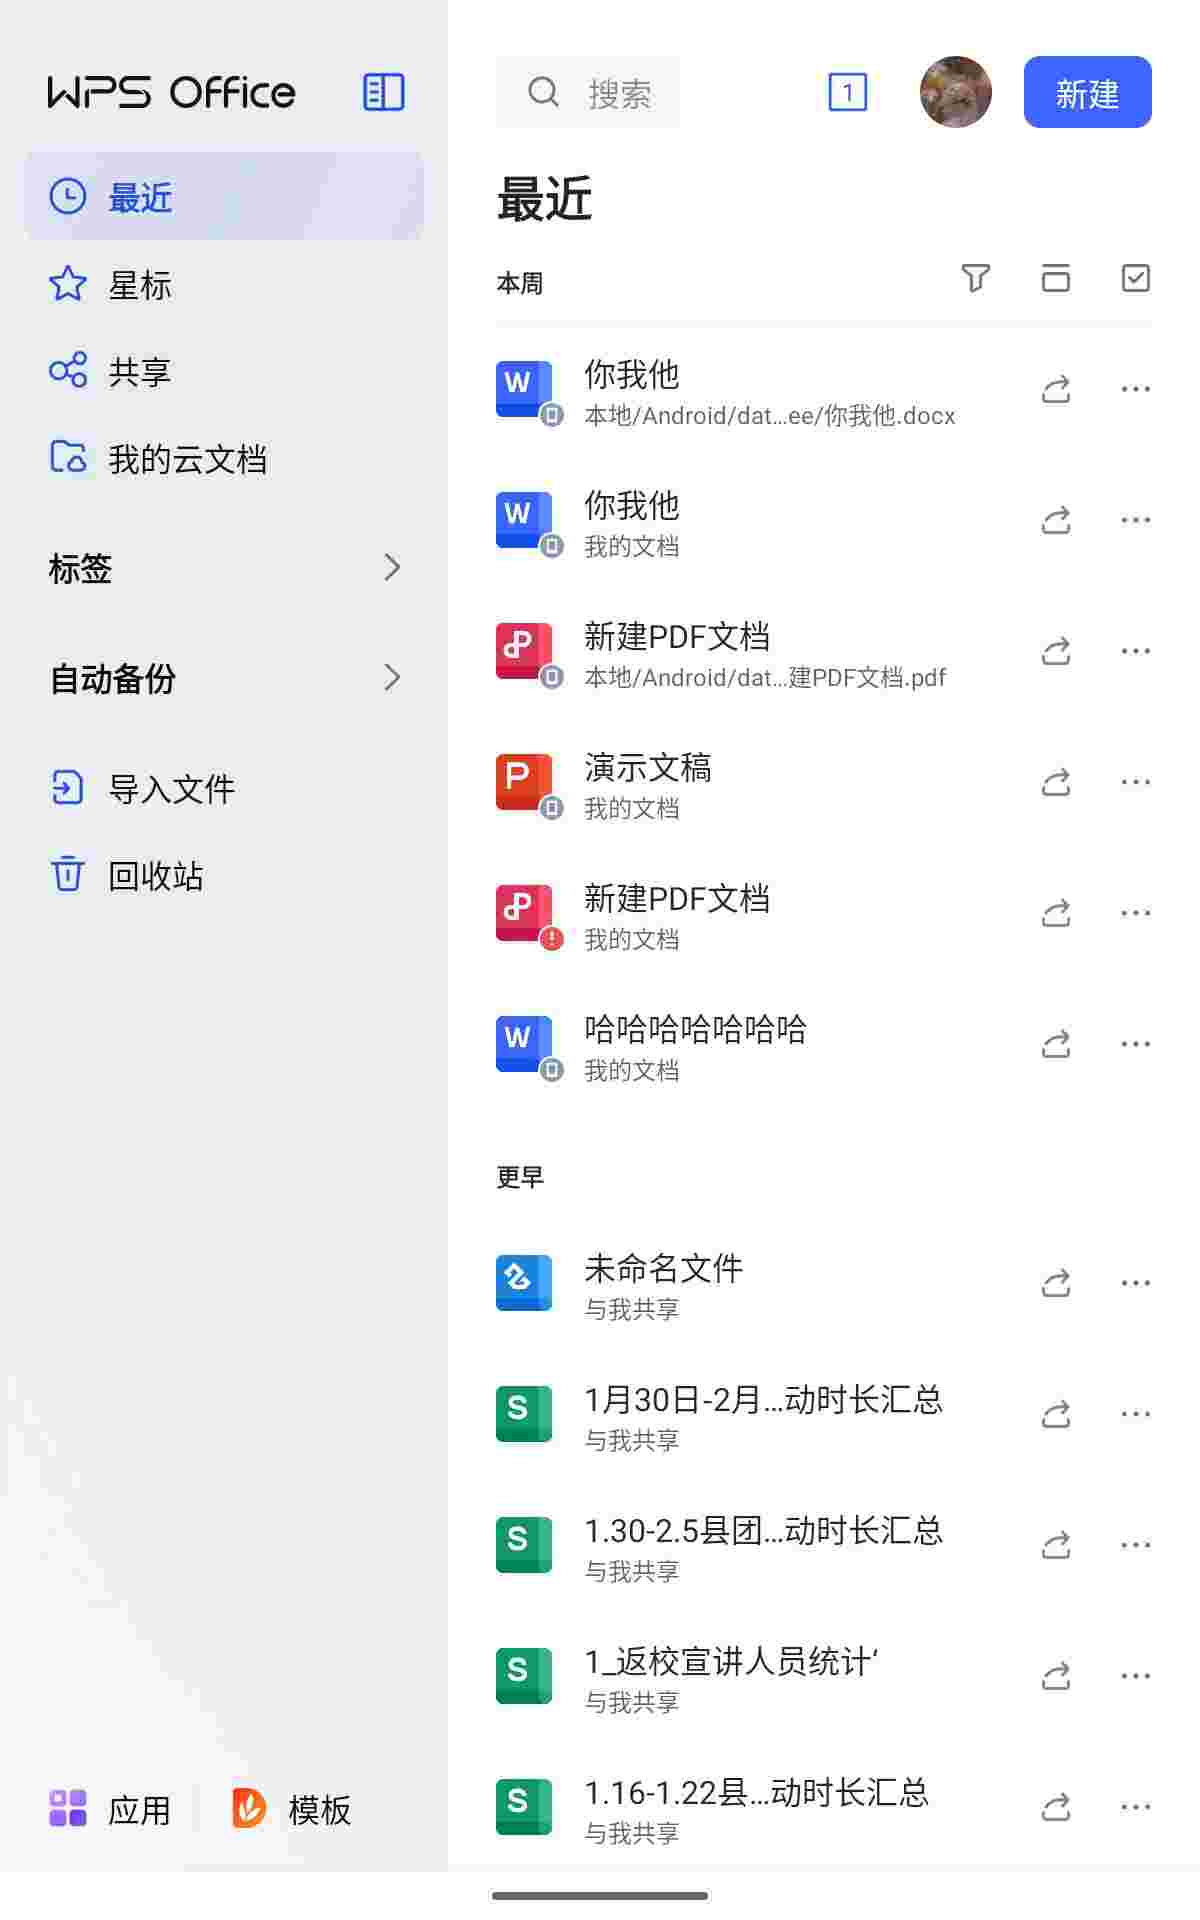 WPS Office
最近
星标
共享
我的云文档
标签
自动备份
导入文件
回收站
应用
模板
搜索
1
新建
最近
本周
你我他
本地/Android/dat...ee/你我他.docx
你我他
我的文档
新建PDF文档
本地/Android/dat...建PDF文档.pdf
演示文稿
我的文档
新建PDF文档
我的文档
哈哈哈哈哈哈哈
我的文档
更早
未命名文件
与我共享
1月30日-2月...动时长汇总
与我共享
1.30-2.5县团...动时长汇总
与我共享
1_返校宣讲人员统计‘
与我共享
1.16-1.22县...动时长汇总
与我共享